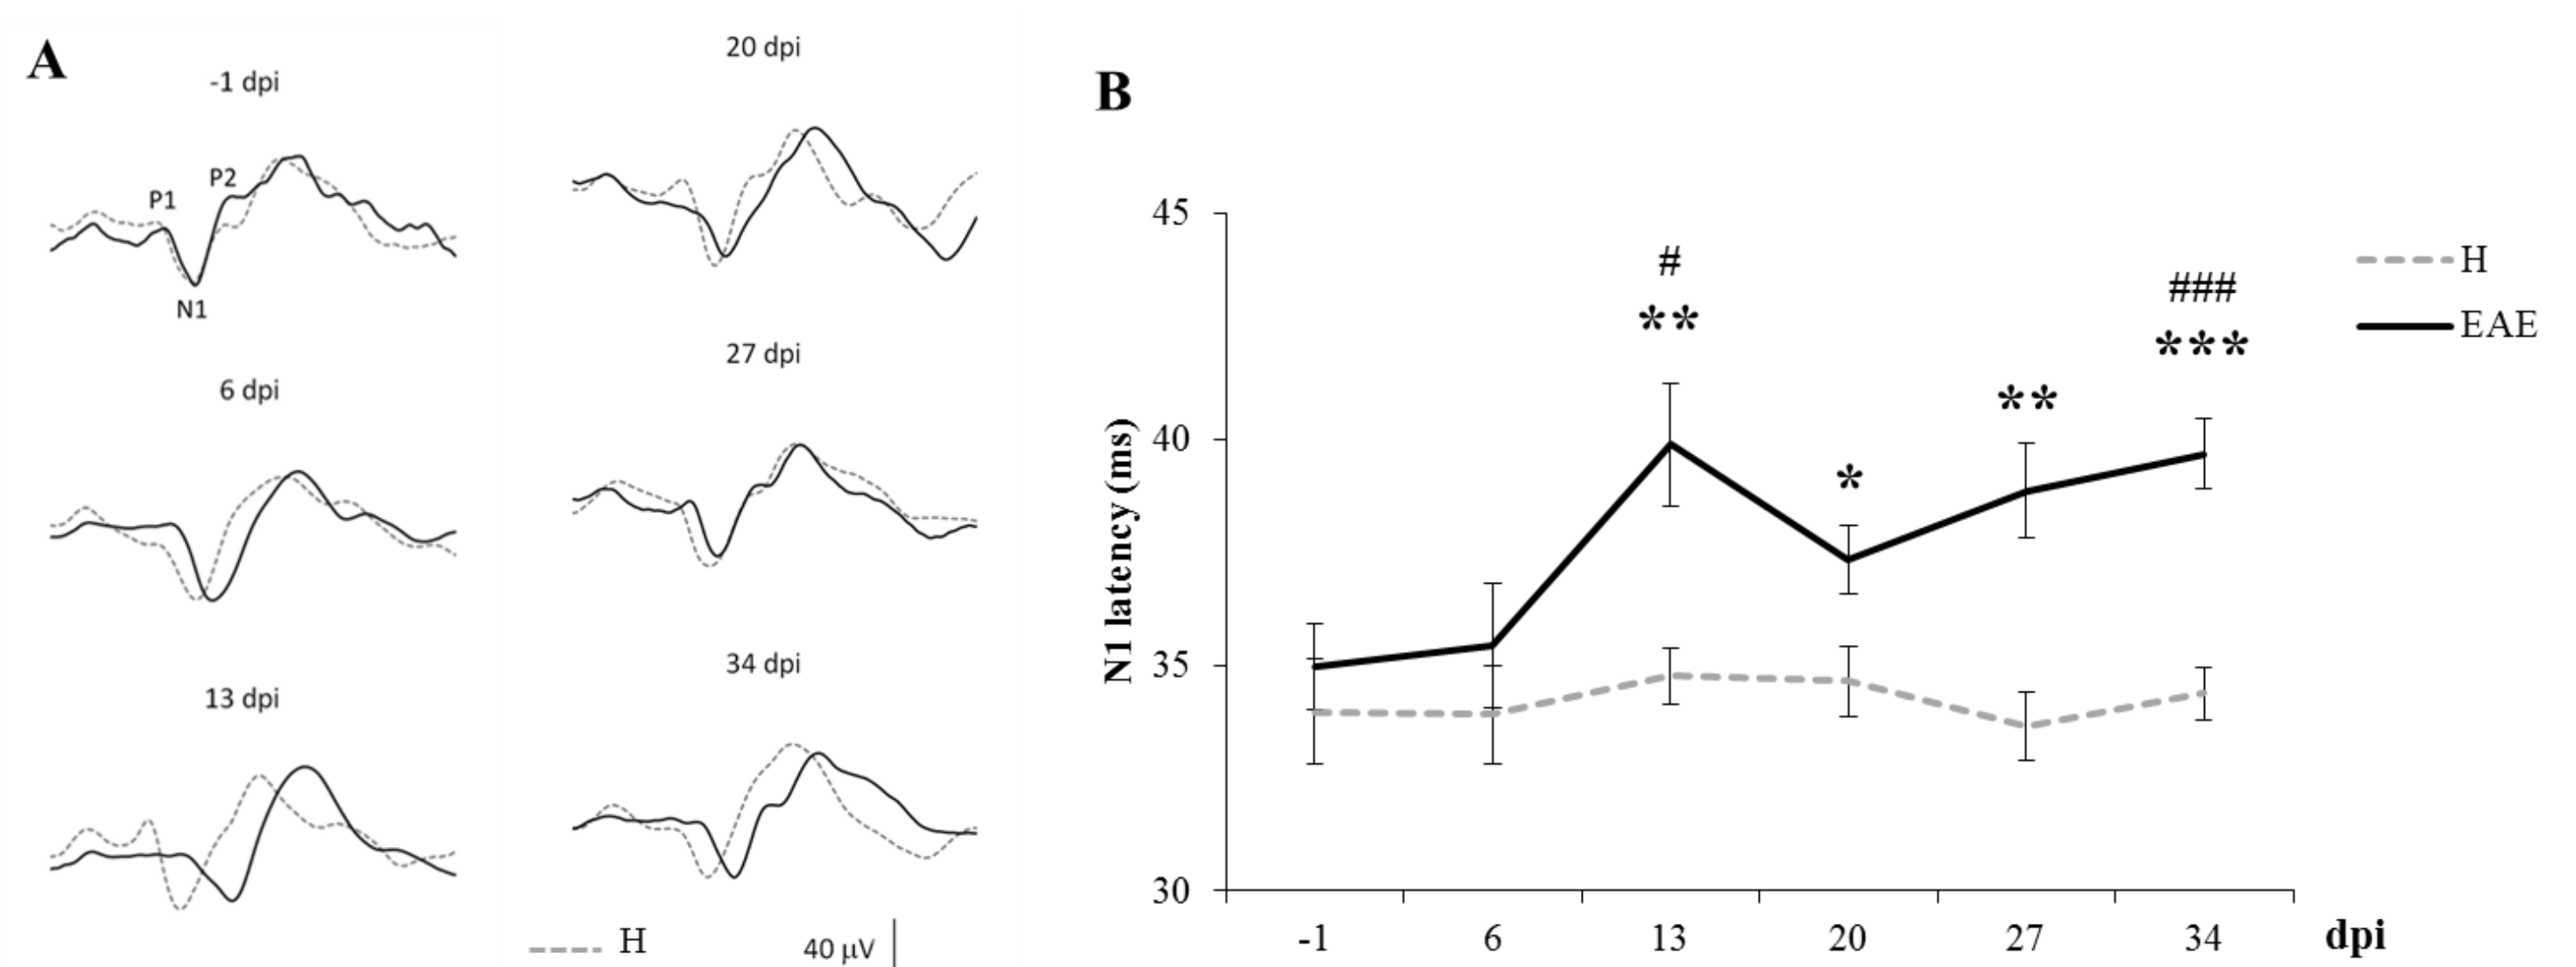 A
-1 dpi
P1
P2
N1
6 dpi
13 dpi
20 dpi
27 dpi
34 dpi
H
40 μV
B
N1 latency (ms)
45
40
35
30
#
**
*
**
###
***
H
EAE
-1 6 13 20 27 34 dpi